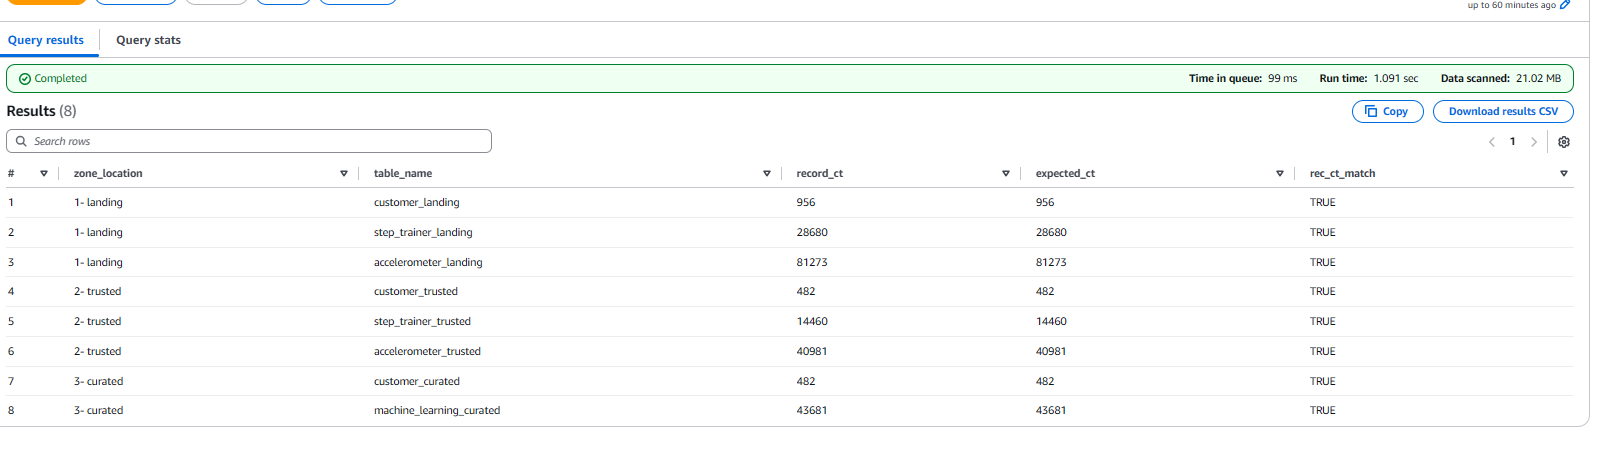 up to 60 minutes ago
Query results Query stats
Completed Time in queue: 99 ms Run time: 1.091 sec Data scanned: 21.02 MB
Results (8) Copy Download results CSV
Search rows 1
# zone_location table_name record_ct expected_ct rec_ct_match
1 1- landing customer_landing 956 956 TRUE
2 1- landing step_trainer_landing 28680 28680 TRUE
3 1- landing accelerometer_landing 81273 81273 TRUE
4 2- trusted customer_trusted 482 482 TRUE
5 2- trusted step_trainer_trusted 14460 14460 TRUE
6 2- trusted accelerometer_trusted 40981 40981 TRUE
7 3- curated customer_curated 482 482 TRUE
8 3- curated machine_learning_curated 43681 43681 TRUE